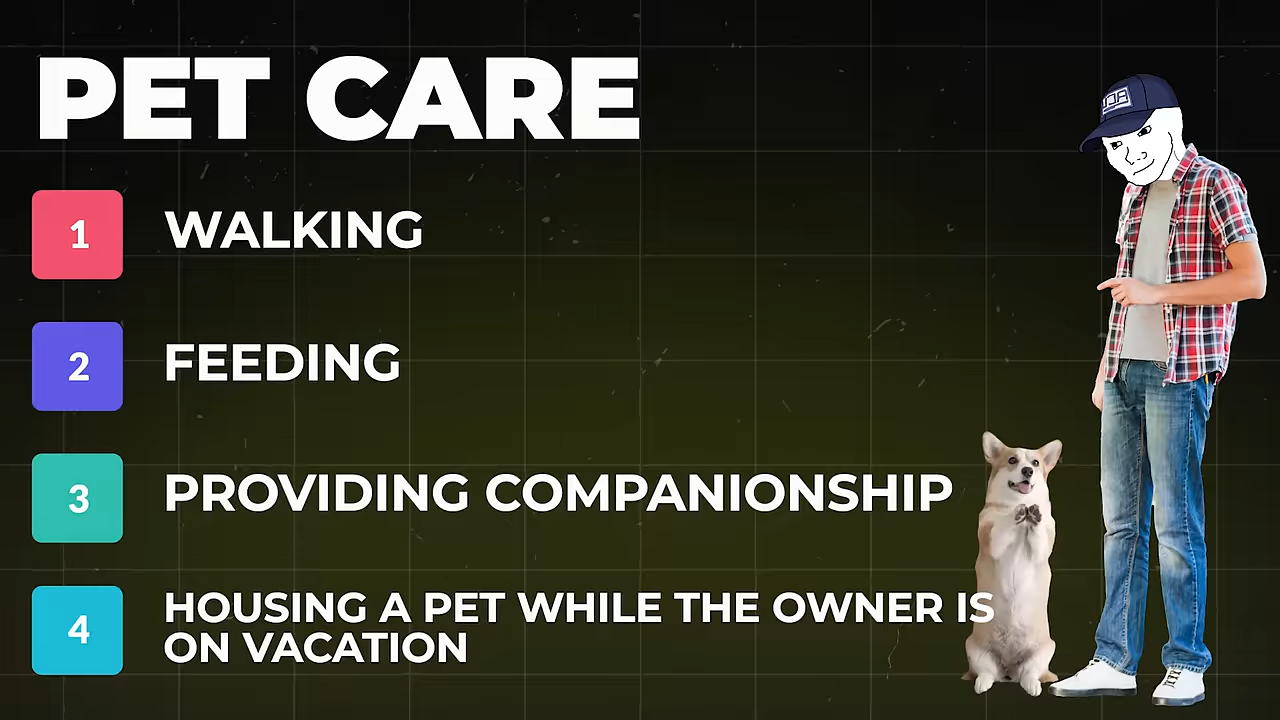 PET CARE
1
WALKING
2
FEEDING
3
PROVIDING COMPANIONSHIP
4
HOUSING A PET WHILE THE OWNER IS
ON VACATION